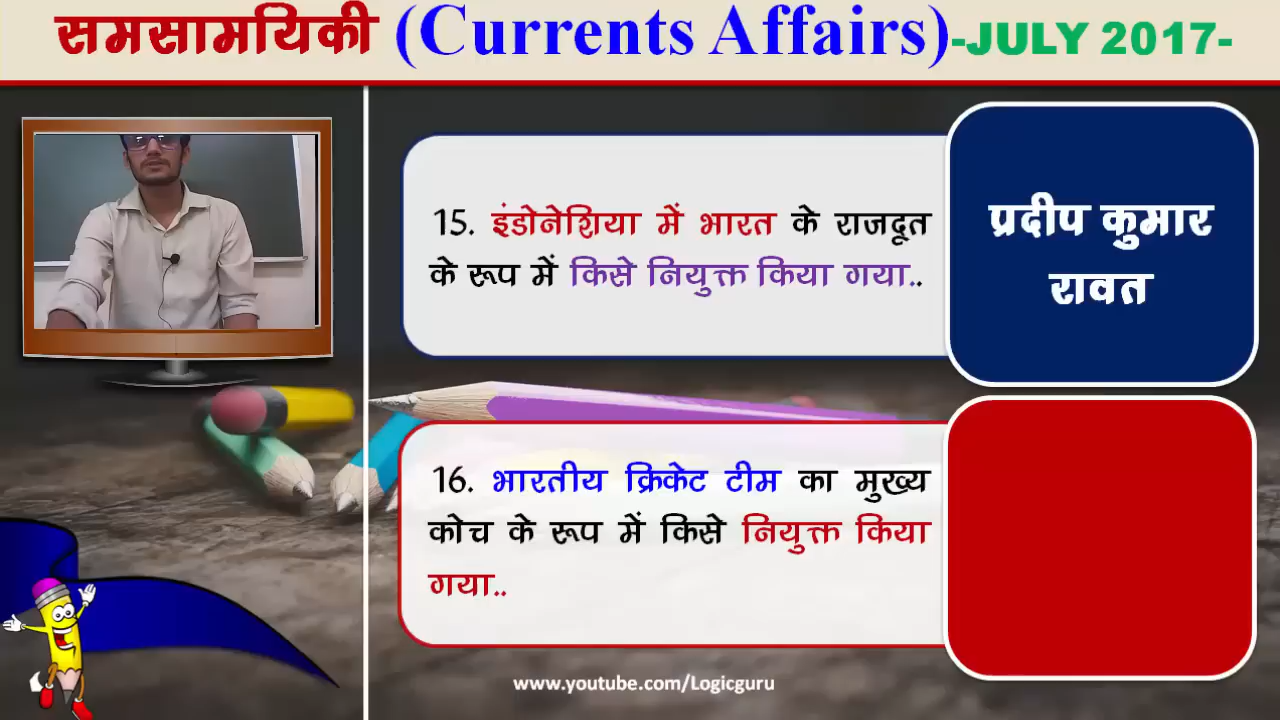 समसामयिकी (Currents Affairs)-JULY 2017-
15. इंडोनेशिया में भारत के राजदूत
के रूप में किसे नियुक्त किया गया..
प्रदीप कुमार
रावत
16. भारतीय क्रिकेट टीम का मुख्य
कोच के रूप में किसे नियुक्त किया
गया..
www.youtube.com/Logicguru